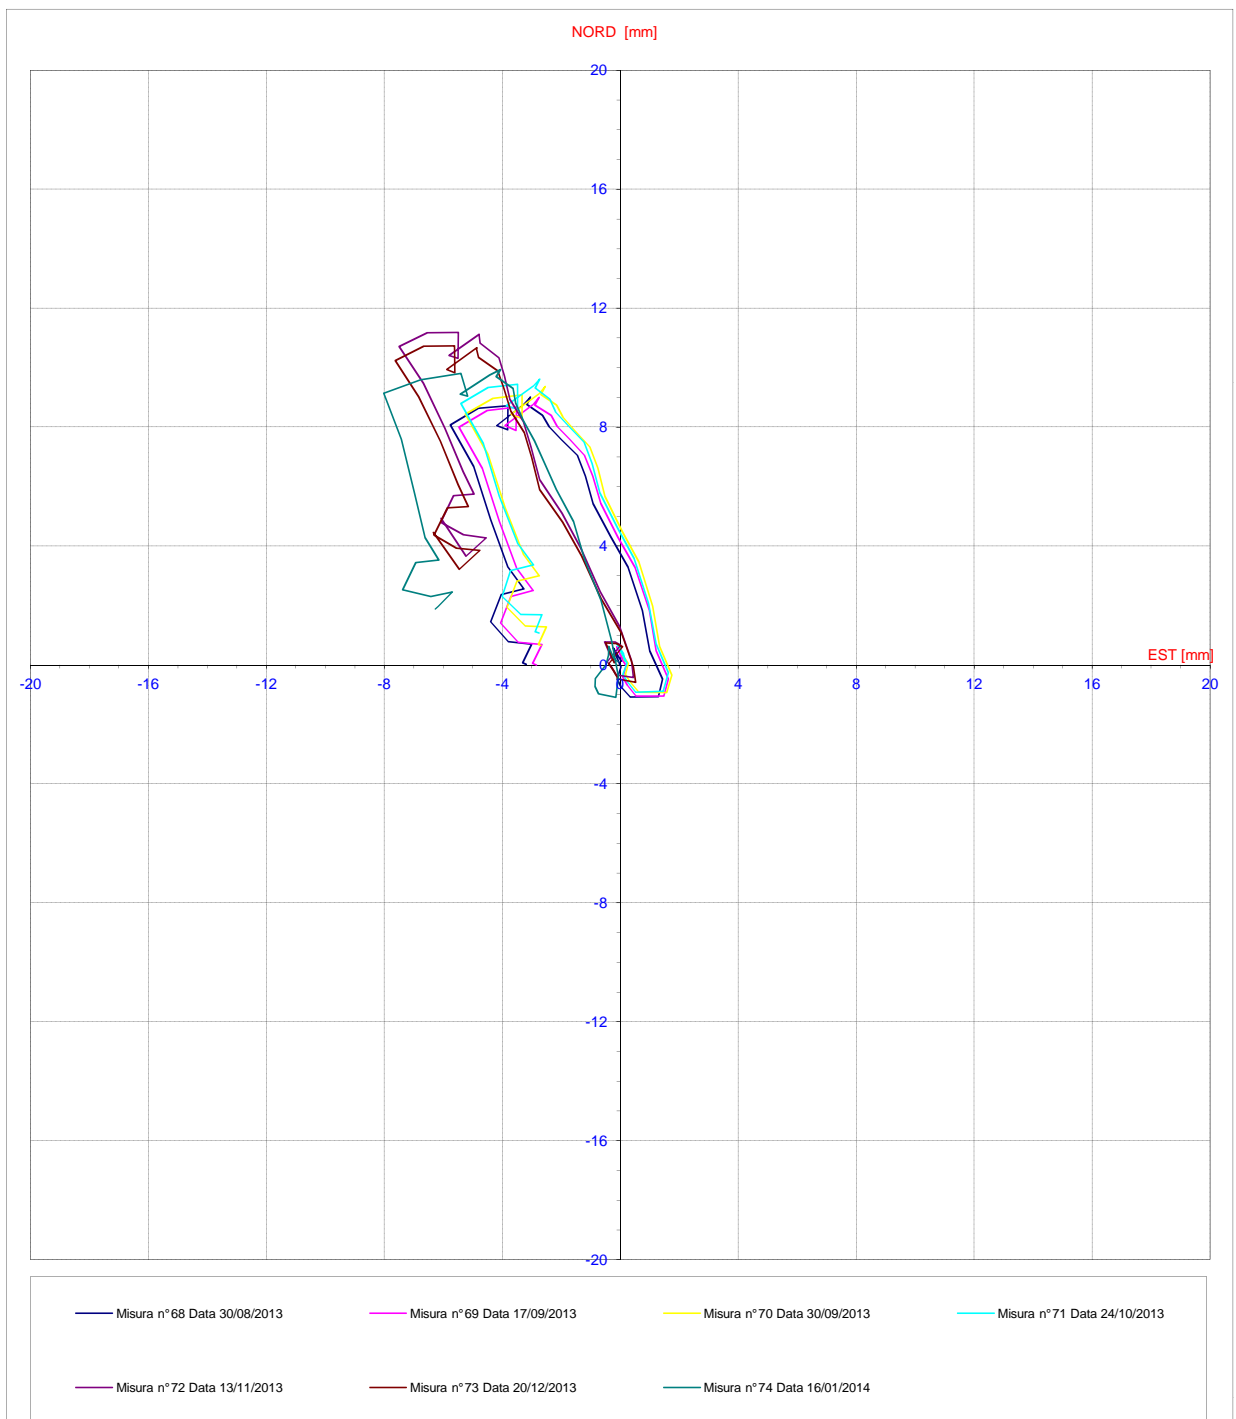 NORD [mm]
20
16
12
8
4
EST [mm]
0
-20 -16 -12 -8 -4 0 4 8 12 16 20
-4
-8
-12
-16
-20
Misura n°68 Data 30/08/2013 Misura n°69 Data 17/09/2013 Misura n°70 Data 30/09/2013 Misura n°71 Data 24/10/2013
Misura n°72 Data 13/11/2013 Misura n°73 Data 20/12/2013 Misura n°74 Data 16/01/2014